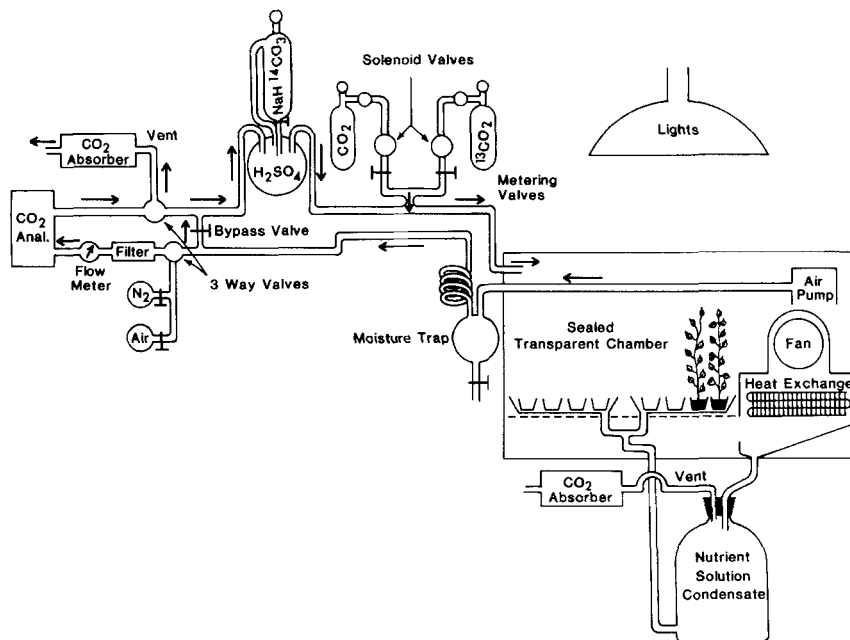 NaH ¹⁴CO₃
Solenoid Valves
CO₂
¹³CO₂
Lights
Vent
CO₂
Absorber
H₂SO₄
Metering
Valves
CO₂
Anal.
Bypass Valve
Filter
Flow
Meter
3 Way Valves
N₂
Air
Air
Pump
Moisture Trap
Sealed
Transparent Chamber
Fan
Heat Exchange
CO₂
Absorber
Vent
Nutrient
Solution
Condensate